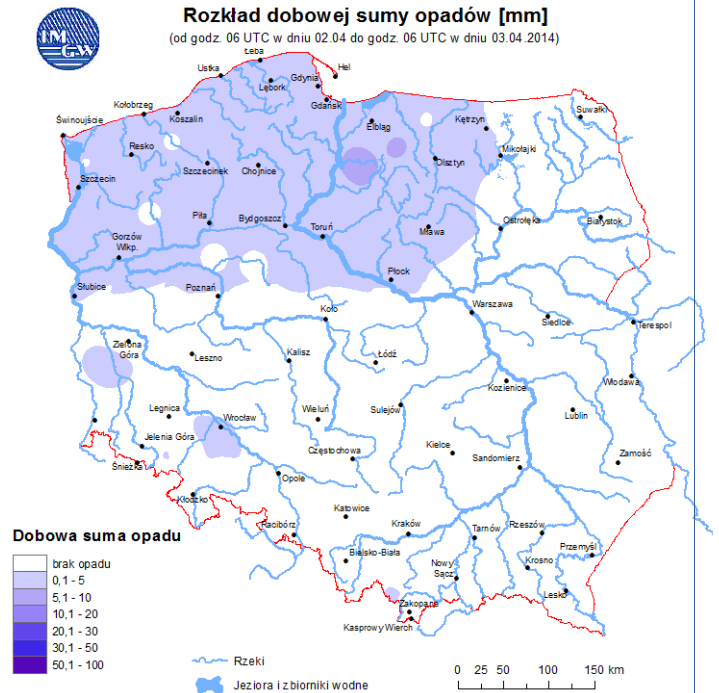 IM
GW
Rozkład dobowej sumy opadów [mm]
(od godz. 06 UTC w dniu 02.04 do godz. 06 UTC w dniu 03.04.2014)
Łeba
Hel
Ustka
Gdynia
Lębork
Gdańsk
Kołobrzeg
Koszalin
Świnoujście
Elbląg
Kętrzyn
Suwałki
Resko
Szczecinek
Chojnice
Olsztyn
Mikołajki
Szczecin
Piła
Bydgoszcz
Toruń
Mława
Ostrołęka
Białystok
Gorzów
Wlkp.
Płock
Słubice
Poznań
Koło
Warszawa
Siedlce
Terespol
Zielona
Góra
Leszno
Kalisz
Łódź
Kozienice
Włodawa
Legnica
Wrocław
Wieluń
Sulejów
Lublin
Jelenia Góra
Częstochowa
Kielce
Sandomierz
Zamość
Śnieżka
Opole
Kłodzko
Katowice
Racibórz
Kraków
Tarnów
Rzeszów
Przemyśl
Bielsko-Biała
Nowy
Sącz
Krosno
Lesko
Zakopane
Kasprowy Wierch
Dobowa suma opadu
brak opadu
0,1 - 5
5,1 - 10
10,1 - 20
20,1 - 30
30,1 - 50
50,1 - 100
Rzeki
Jeziora i zbiorniki wodne
0 25 50 100 150 km